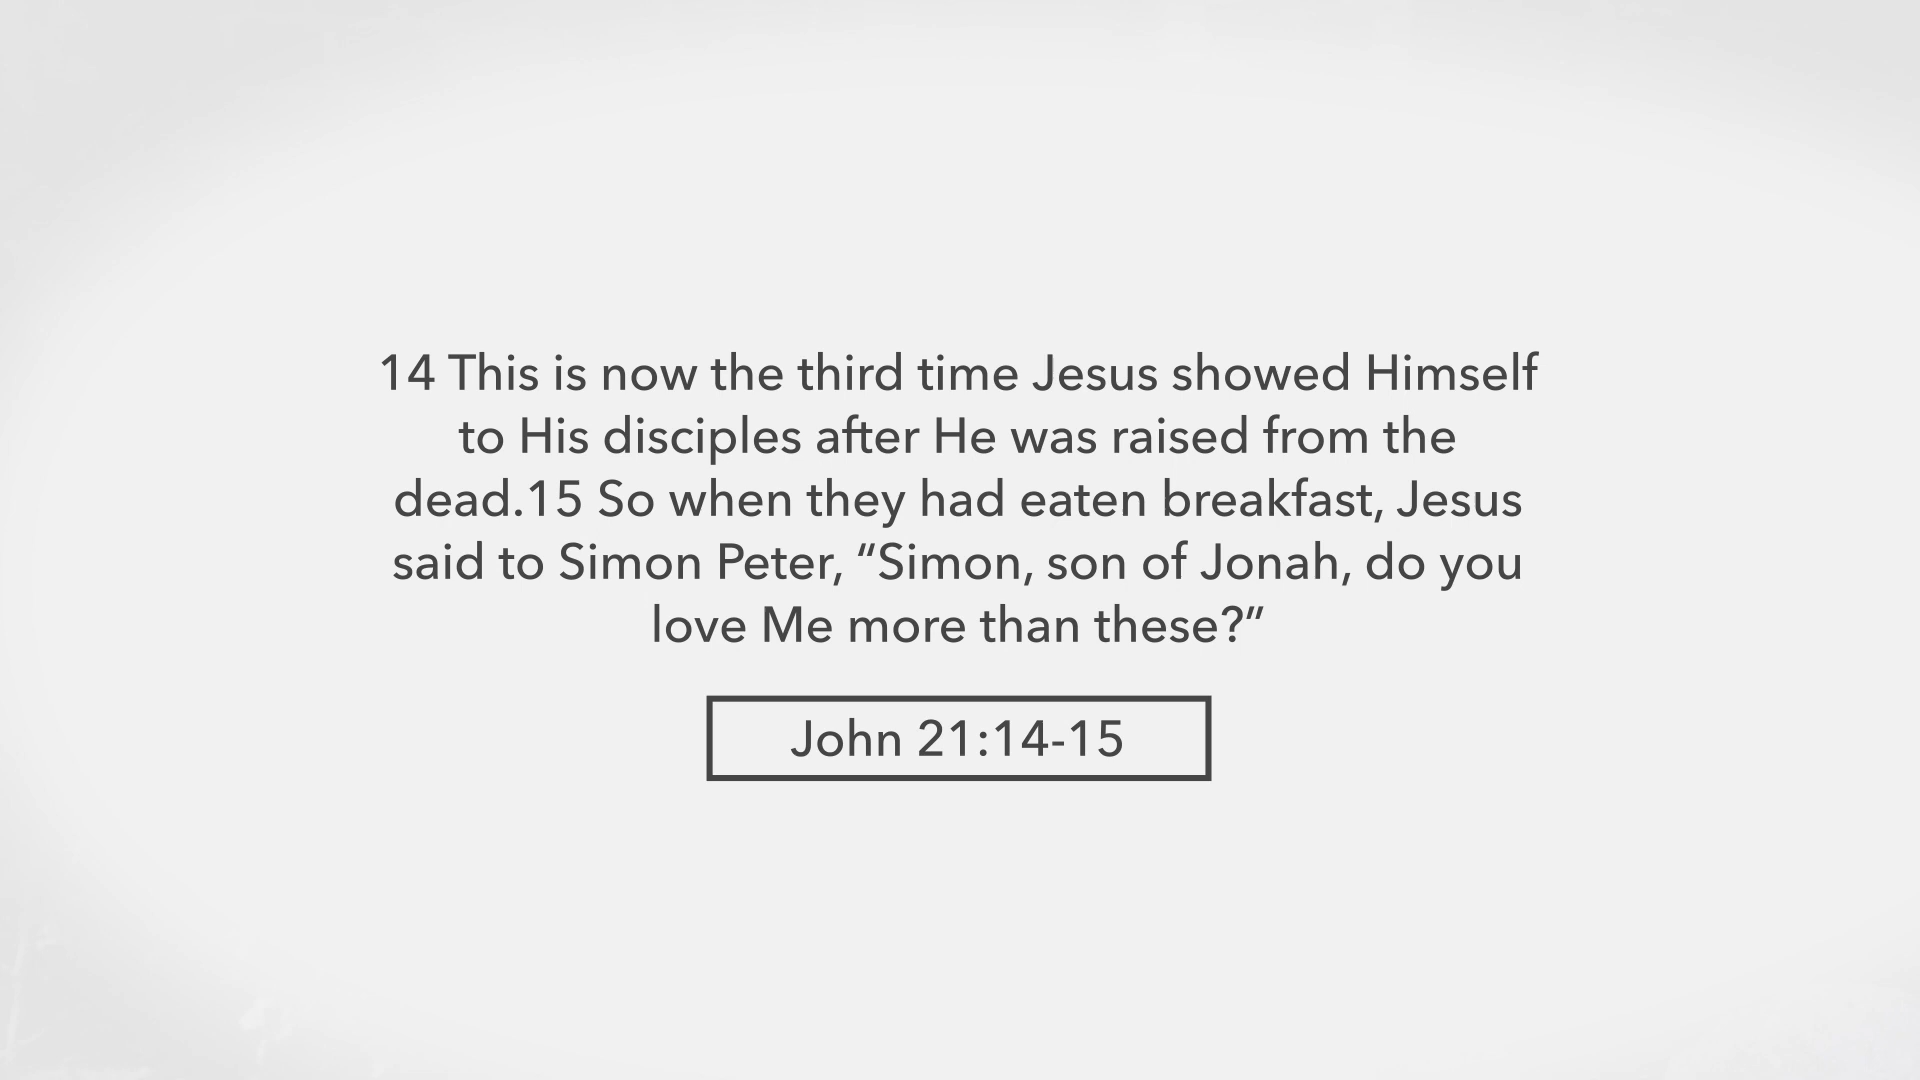 14 This is now the third time Jesus showed Himself
to His disciples after He was raised from the
dead.15 So when they had eaten breakfast, Jesus
said to Simon Peter, “Simon, son of Jonah, do you
love Me more than these?”
John 21:14-15